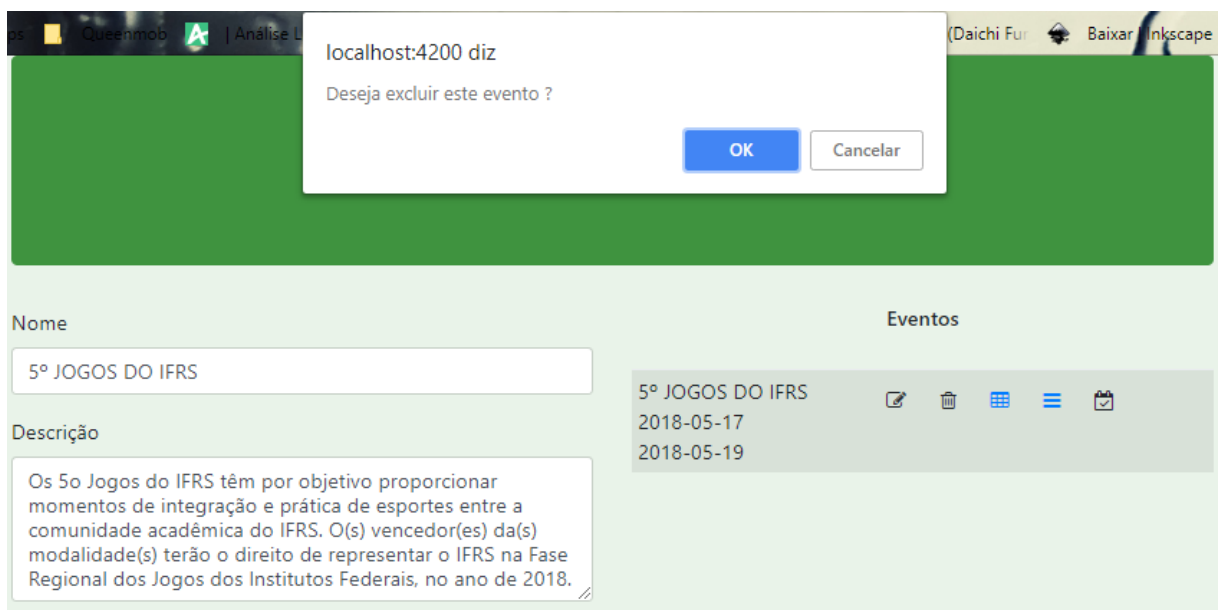 ps Queenmob | Análise L (Daichi Fur Baixar Inkscape
localhost:4200 diz
Deseja excluir este evento ?
OK Cancelar
Nome
5º JOGOS DO IFRS
Descrição
Os 5o Jogos do IFRS têm por objetivo proporcionar
momentos de integração e prática de esportes entre a
comunidade acadêmica do IFRS. O(s) vencedor(es) da(s)
modalidade(s) terão o direito de representar o IFRS na Fase
Regional dos Jogos dos Institutos Federais, no ano de 2018.
Eventos
5º JOGOS DO IFRS
2018-05-17
2018-05-19